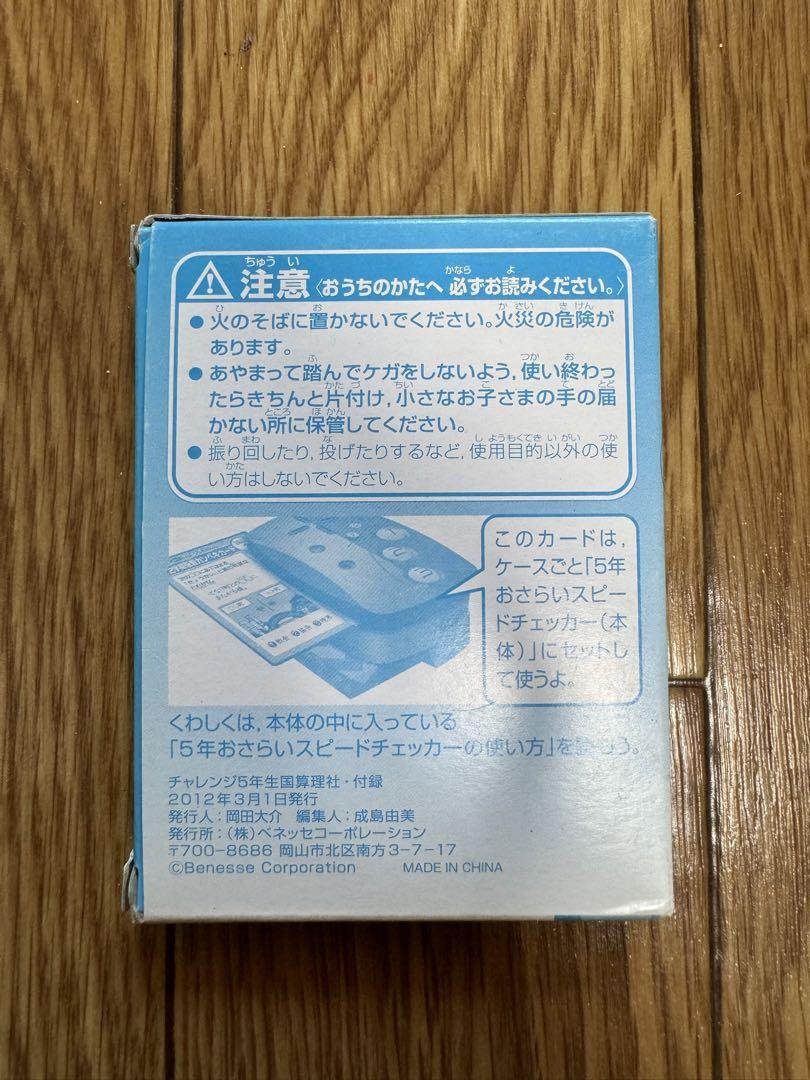 注意〈おうちのかたへ 必ずお読みください。〉
●火のそばに置かないでください。火災の危険が
あります。
●あやまって踏んでケガをしないよう, 使い終わっ
たらきちんと片付け, 小さなお子さまの手の届
かない所に保管してください。
●振り回したり, 投げたりするなど, 使用目的以外の使
い方はしないでください。
このカードは,
ケースごと「5年
おさらいスピー
ドチェッカー(本
体)」にセットし
て使うよ。
くわしくは, 本体の中に入っている
「5年おさらいスピードチェッカーの使い方」を
チャレンジ5年生国算理社・付録
2012年3月1日発行
発行人：岡田大介 編集人：成島由美
発行所：(株)ベネッセコーポレーション
〒700-8686 岡山市北区南方3-7-17
©Benesse Corporation MADE IN CHINA